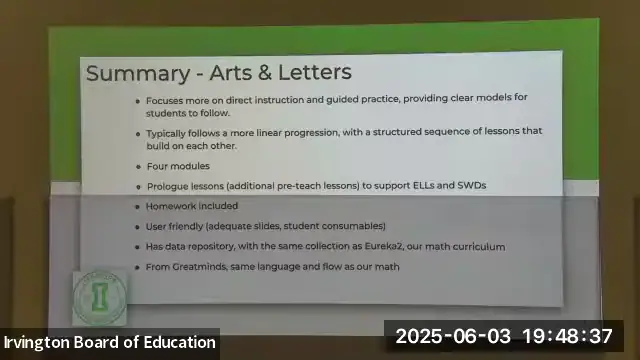 Summary - Arts & Letters
● Focuses more on direct instruction and guided practice, providing clear models for
students to follow.
● Typically follows a more linear progression, with a structured sequence of lessons that
build on each other.
● Four modules
● Prologue lessons (additional pre-teach lessons) to support ELLs and SWDs
● Homework included
● User friendly (adequate slides, student consumables)
● Has data repository, with the same collection as Eureka2, our math curriculum
● From Greatminds, same language and flow as our math
I
Irvington Board of Education
2025-06-03 19:48:37